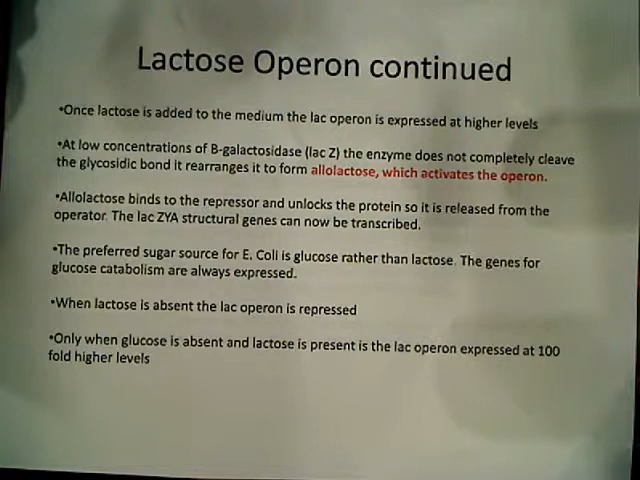 Lactose Operon continued
•Once lactose is added to the medium the lac operon is expressed at higher levels
•At low concentrations of B-galactosidase (lac Z) the enzyme does not completely cleave
the glycosidic bond it rearranges it to form allolactose, which activates the operon.
•Allolactose binds to the repressor and unlocks the protein so it is released from the
operator. The lac ZYA structural genes can now be transcribed.
•The preferred sugar source for E. Coli is glucose rather than lactose. The genes for
glucose catabolism are always expressed.
•When lactose is absent the lac operon is repressed
•Only when glucose is absent and lactose is present is the lac operon expressed at 100
fold higher levels